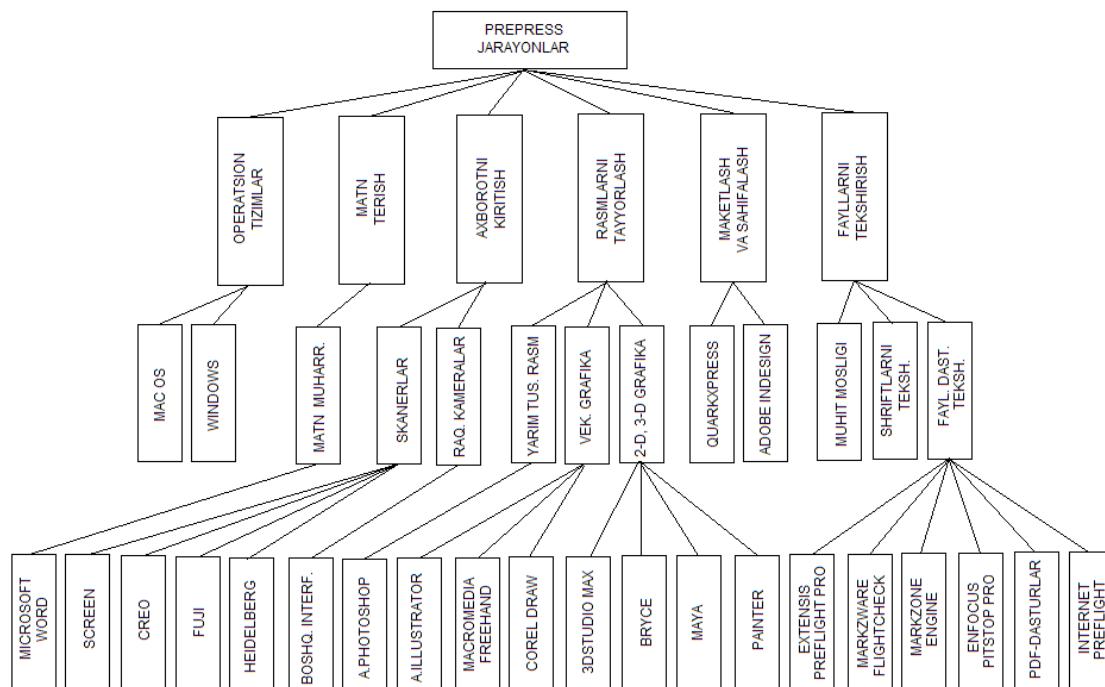 PREPRESS
JARAYONLAR
OPERATSION
TIZIMLAR
MATN
TERISH
AXBOROTNI
KIRITISH
RASMLARNI
TAYYORLASH
MAKETLASH
VA SAHIFALASH
FAYLLARNI
TEKSHIRISH
MAC OS
WINDOWS
MATN MUHARR.
SKANERLAR
RAQ. KAMERALAR
YARIM TUS. RASM
VEK. GRAFIKA
2-D, 3-D GRAFIKA
QUARKXPRESS
ADOBE INDESIGN
MUHIT MOSLIGI
SHRIFTLARNI
TEKSH.
FAYL. DAST.
TEKSH.
MICROSOFT
WORD
SCREEN
CREO
FUJI
HEIDELBERG
BOSHQ. INTERF.
A.PHOTOSHOP
A.ILLUSTRATOR
MACROMEDIA
FREEHAND
COREL DRAW
3DSTUDIO MAX
BRYCE
MAYA
PAINTER
EXTENSIS
PREFLIGHT PRO
MARKZWARE
FLIGHTCHECK
MARKZONE
ENGINE
ENFOCUS
PITSTOP PRO
PDF-DASTURLAR
INTERNET
PREFLIGHT